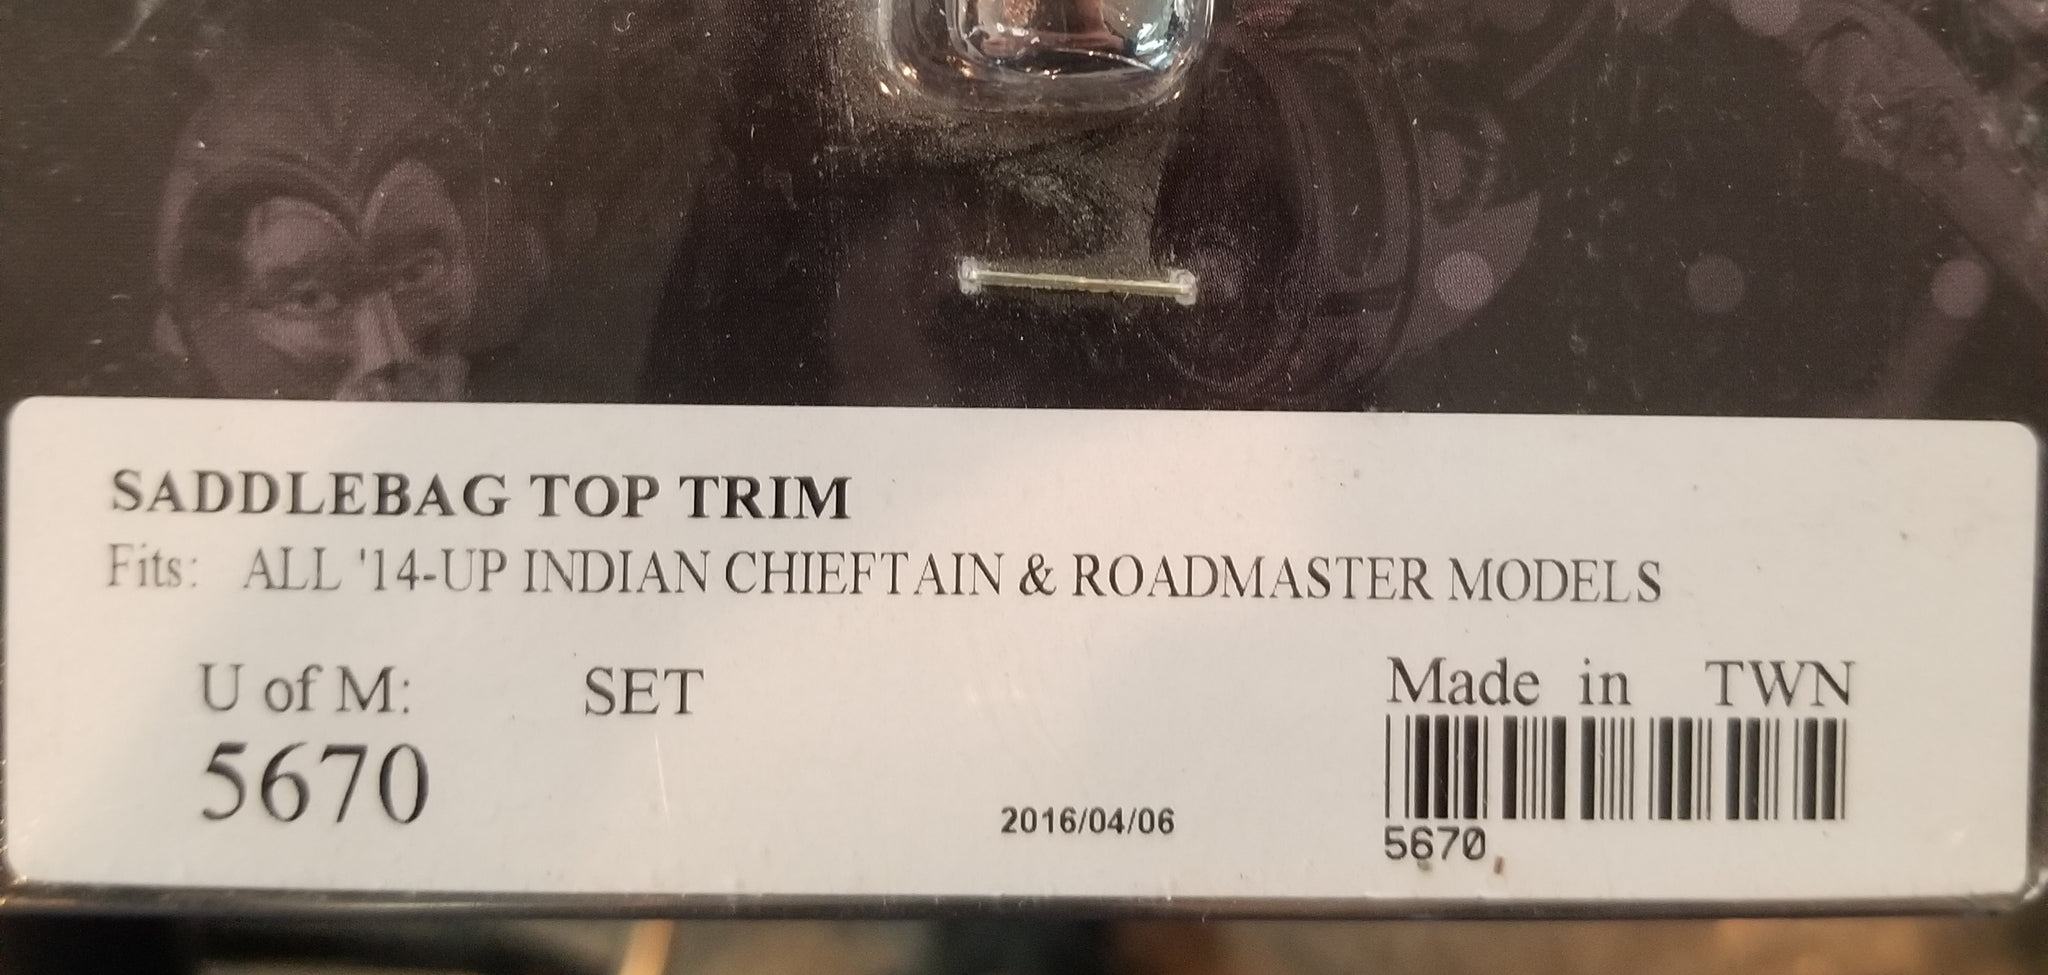 SADDLEBAG TOP TRIM
Fits: ALL '14-UP INDIAN CHIEFTAIN & ROADMASTER MODELS
U of M: SET
Made in TWN
5670
2016/04/06
5670